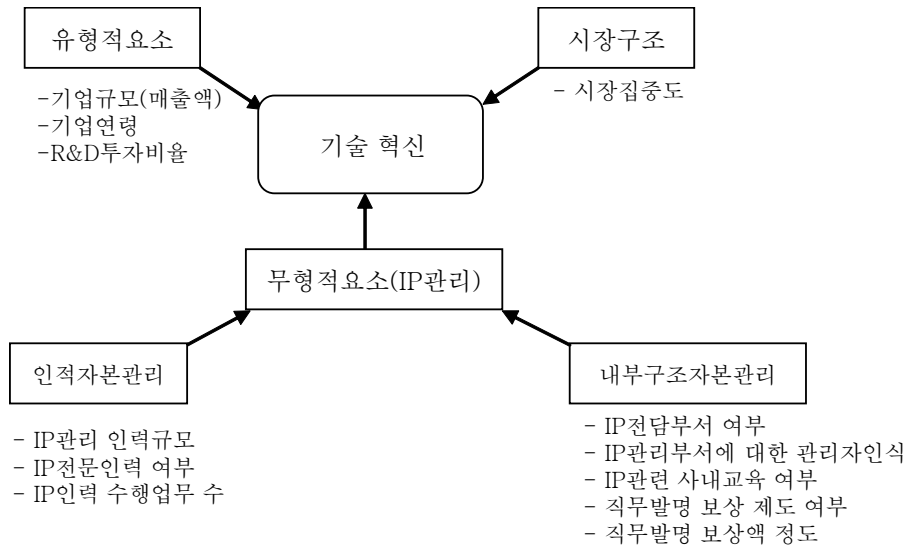 유형적요소
시장구조
-기업규모(매출액)
-기업연령
-R&D투자비율
- 시장집중도
기술 혁신
무형적요소(IP관리)
인적자본관리
내부구조자본관리
- IP관리 인력규모
- IP전문인력 여부
- IP인력 수행업무 수
- IP전담부서 여부
- IP관리부서에 대한 관리자인식
- IP관련 사내교육 여부
- 직무발명 보상 제도 여부
- 직무발명 보상액 정도